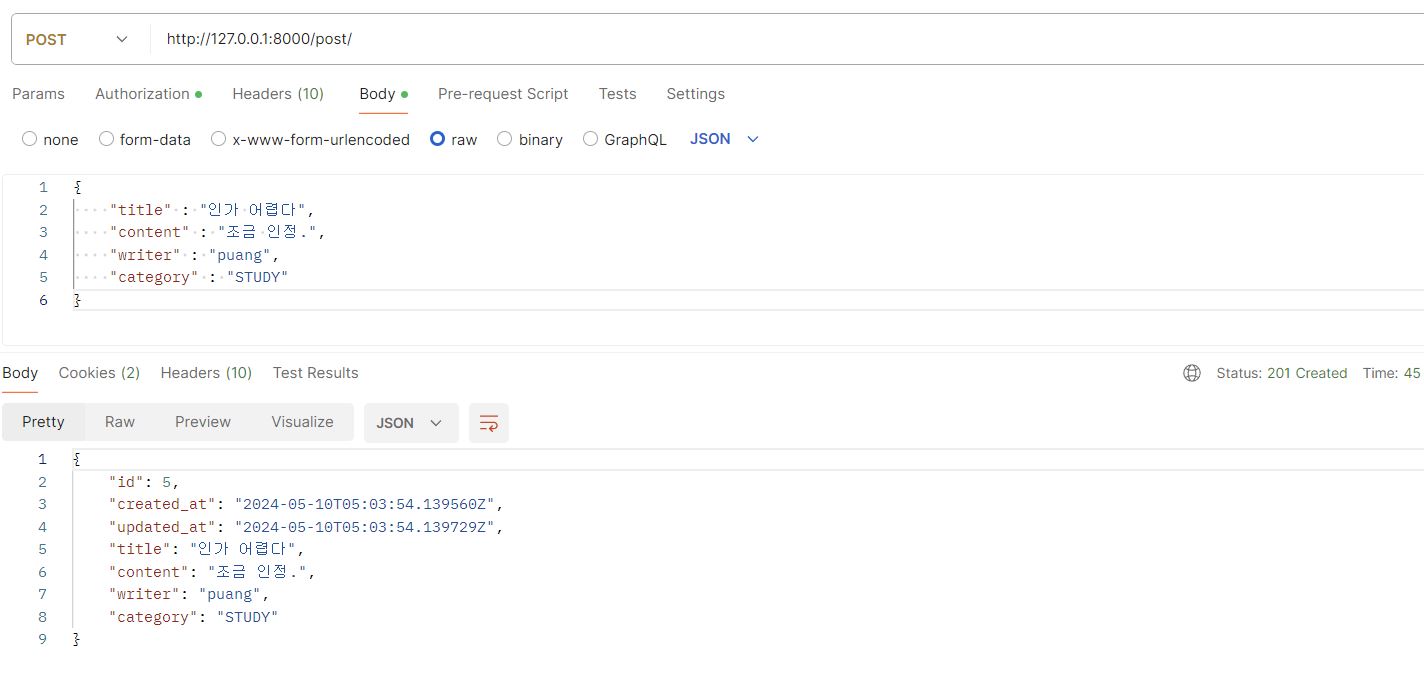 POST http://127.0.0.1:8000/post/
Params Authorization Headers (10) Body Pre-request Script Tests Settings
none form-data x-www-form-urlencoded raw binary GraphQL JSON
1 {
2 "title" : "인가 어렵다",
3 "content" : "조금 인정.",
4 "writer" : "puang",
5 "category" : "STUDY"
6 }
Body Cookies (2) Headers (10) Test Results Status: 201 Created Time: 45
Pretty Raw Preview Visualize JSON
1 {
2 "id": 5,
3 "created_at": "2024-05-10T05:03:54.139560Z",
4 "updated_at": "2024-05-10T05:03:54.139729Z",
5 "title": "인가 어렵다",
6 "content": "조금 인정.",
7 "writer": "puang",
8 "category": "STUDY"
9 }